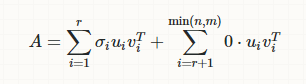 $$A = \sum_{i=1}^{r} \sigma_i u_i v_i^T + \sum_{i=r+1}^{\min(n,m)} 0 \cdot u_i v_i^T$$